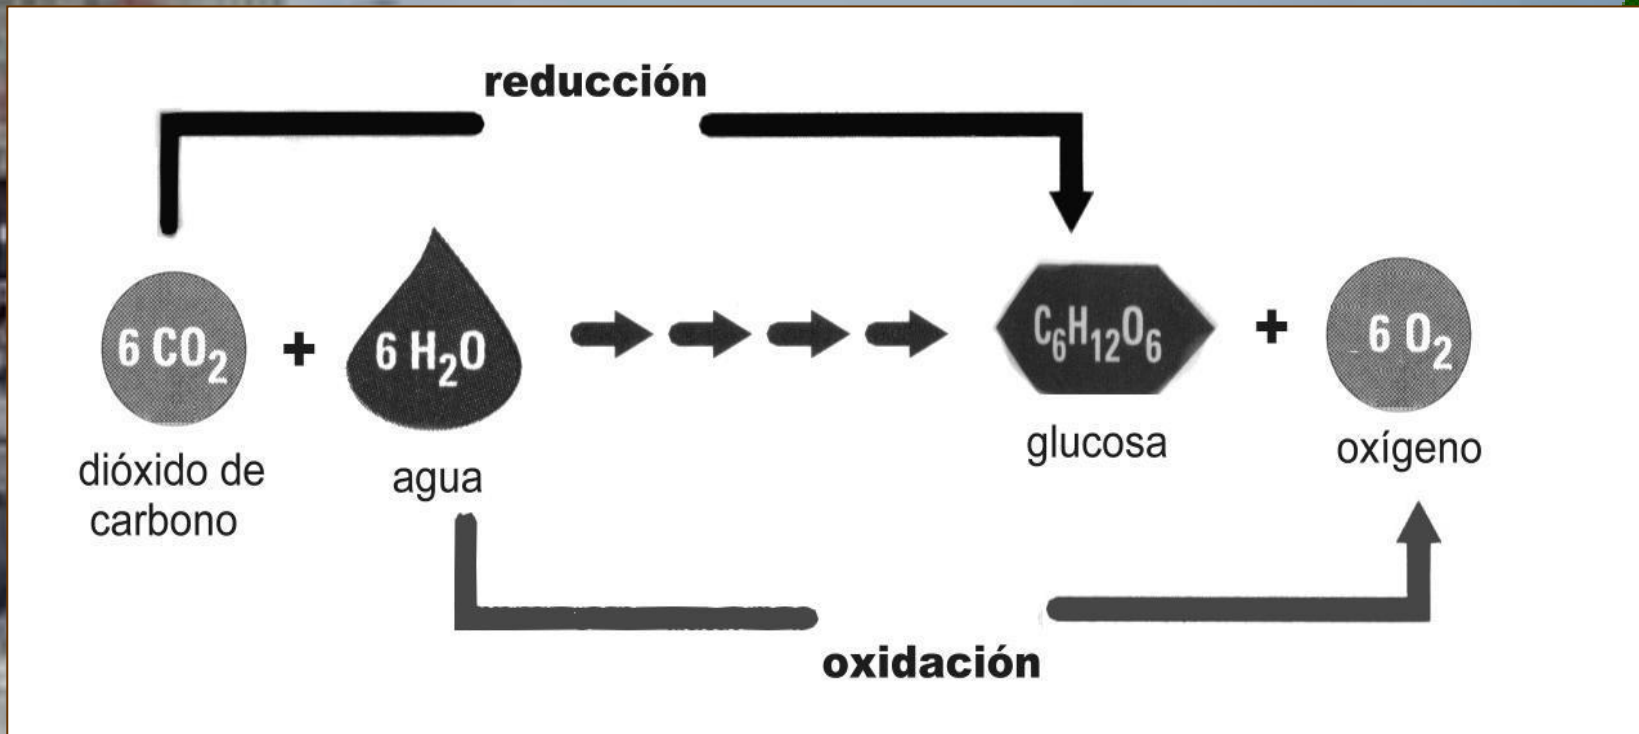 reducción
6 CO₂ + 6 H₂O C₆H₁₂O₆ + 6 O₂
dióxido de
carbono
agua
glucosa
oxígeno
oxidación